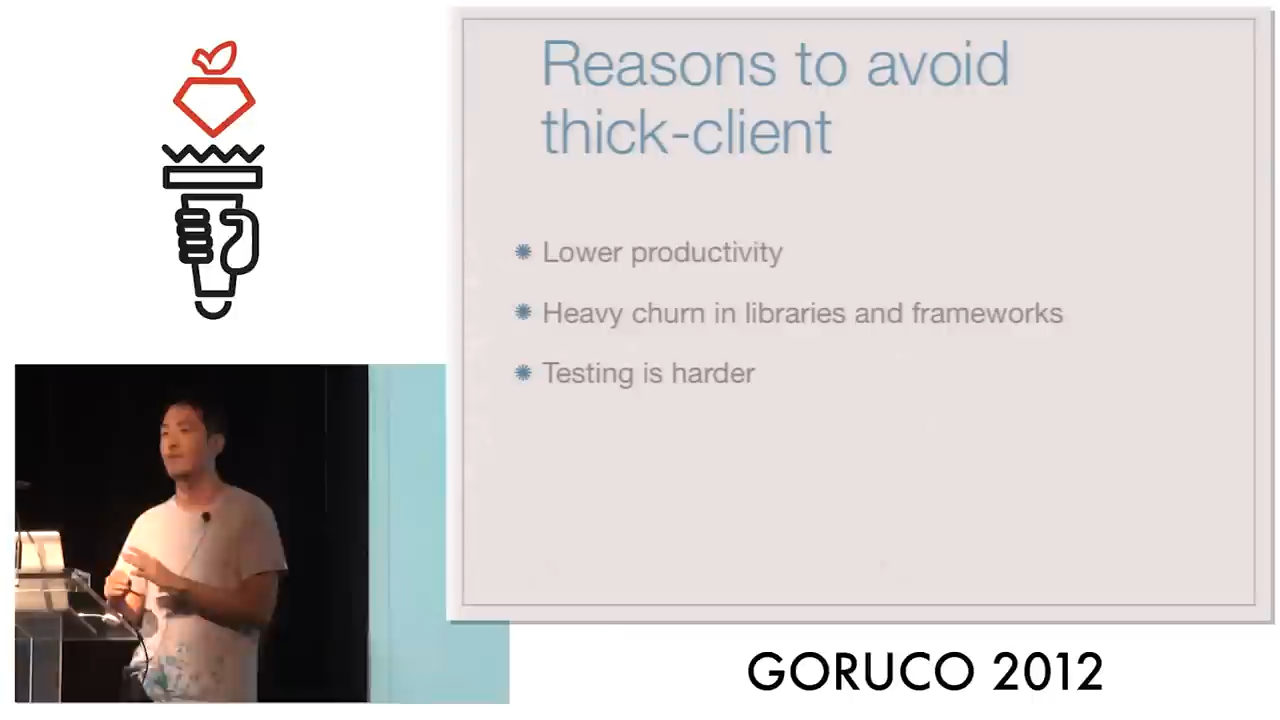 Reasons to avoid
thick-client
Lower productivity
Heavy churn in libraries and frameworks
Testing is harder
GORUCO 2012